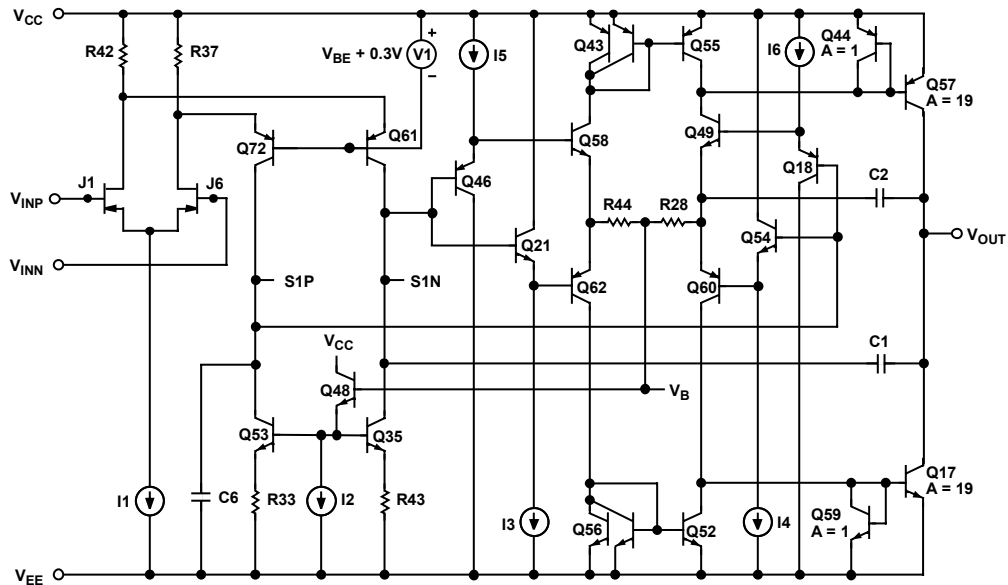 VCC
R42
R37
VBE + 0.3V
+
V1
−
I5
Q43
Q55
I6
Q44
A = 1
Q57
A = 19
Q72
Q61
Q58
Q49
Q46
Q18
C2
VINP
J1
J6
R44
R28
VOUT
Q21
Q54
VINN
S1P
S1N
Q62
Q60
C1
VCC
Q48
VB
Q53
Q35
Q17
A = 19
I1
C6
R33
I2
R43
I3
Q56
Q52
I4
Q59
A = 1
VEE